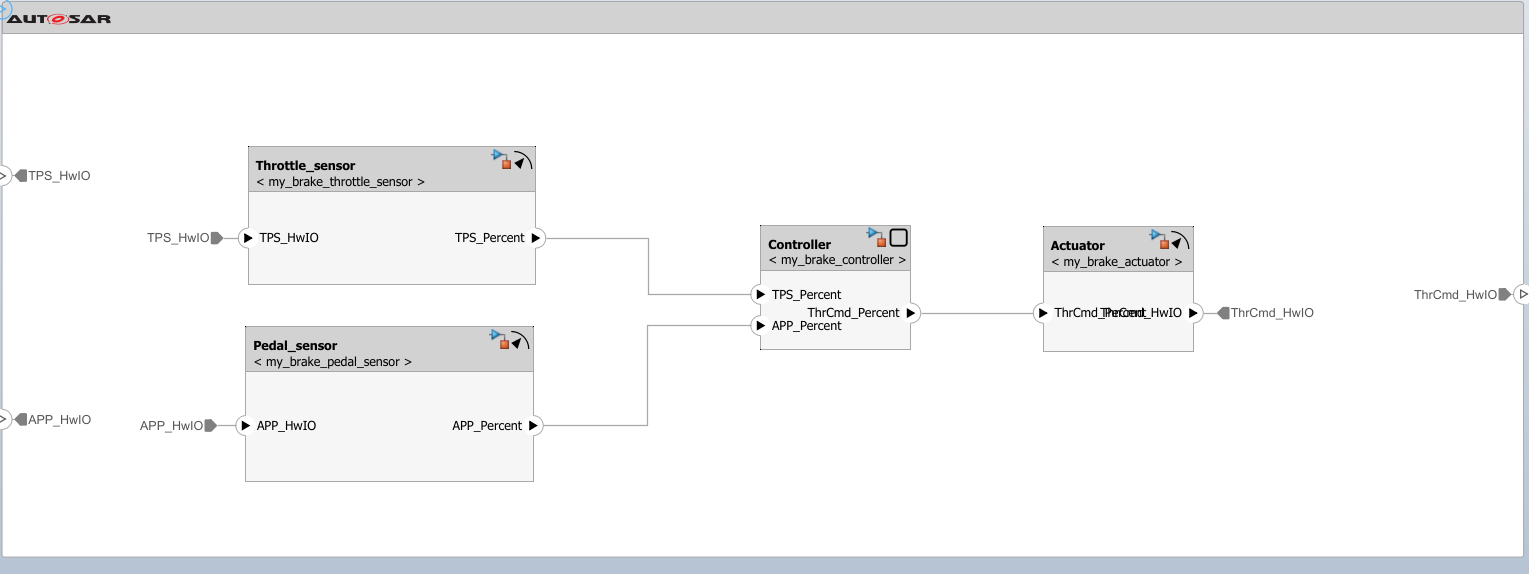 AUTOSAR
TPS_HwIO
Throttle_sensor
< my_brake_throttle_sensor >
TPS_HwIO
TPS_HwIO
TPS_Percent
Controller
< my_brake_controller >
TPS_Percent
ThrCmd_Percent
APP_Percent
Actuator
< my_brake_actuator >
ThrCmd_Percent
ThrCmd_HwIO
ThrCmd_HwIO
ThrCmd_HwIO
Pedal_sensor
< my_brake_pedal_sensor >
APP_HwIO
APP_HwIO
APP_HwIO
APP_Percent